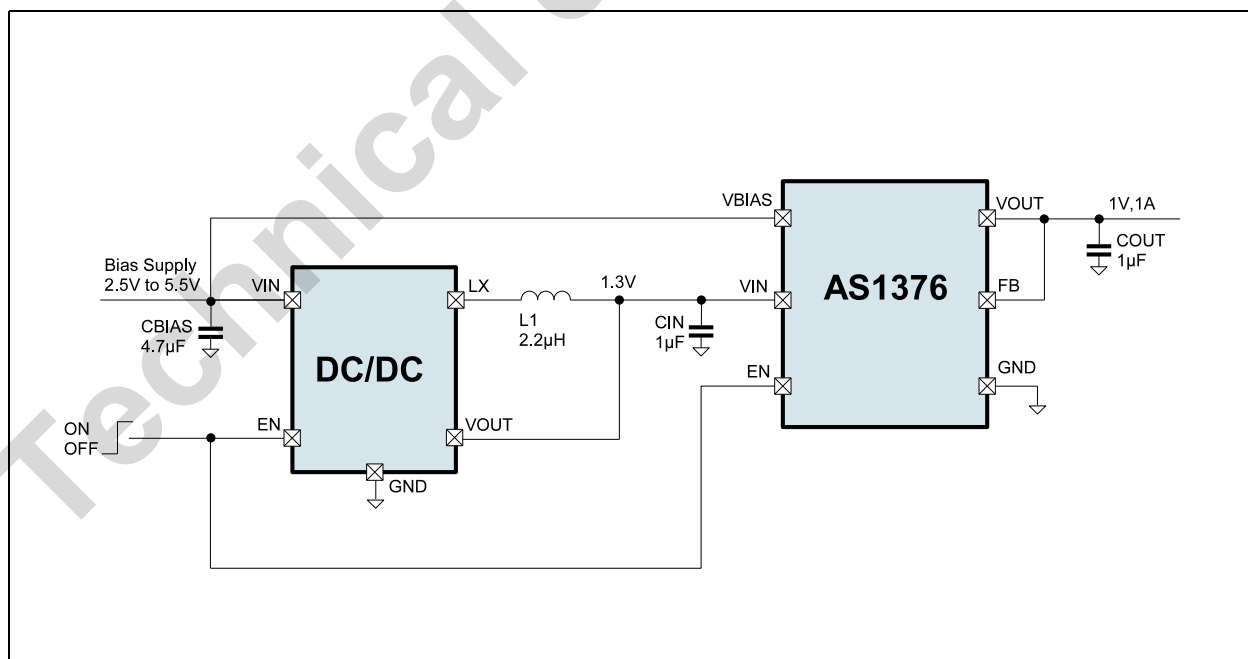 Technical
VBIAS
VOUT
1V,1A
COUT
1µF
Bias Supply
2.5V to 5.5V
VIN
LX
1.3V
VIN
AS1376
FB
CBIAS
4.7µF
L1
2.2µH
CIN
1µF
DC/DC
EN
GND
ON
OFF
EN
VOUT
GND